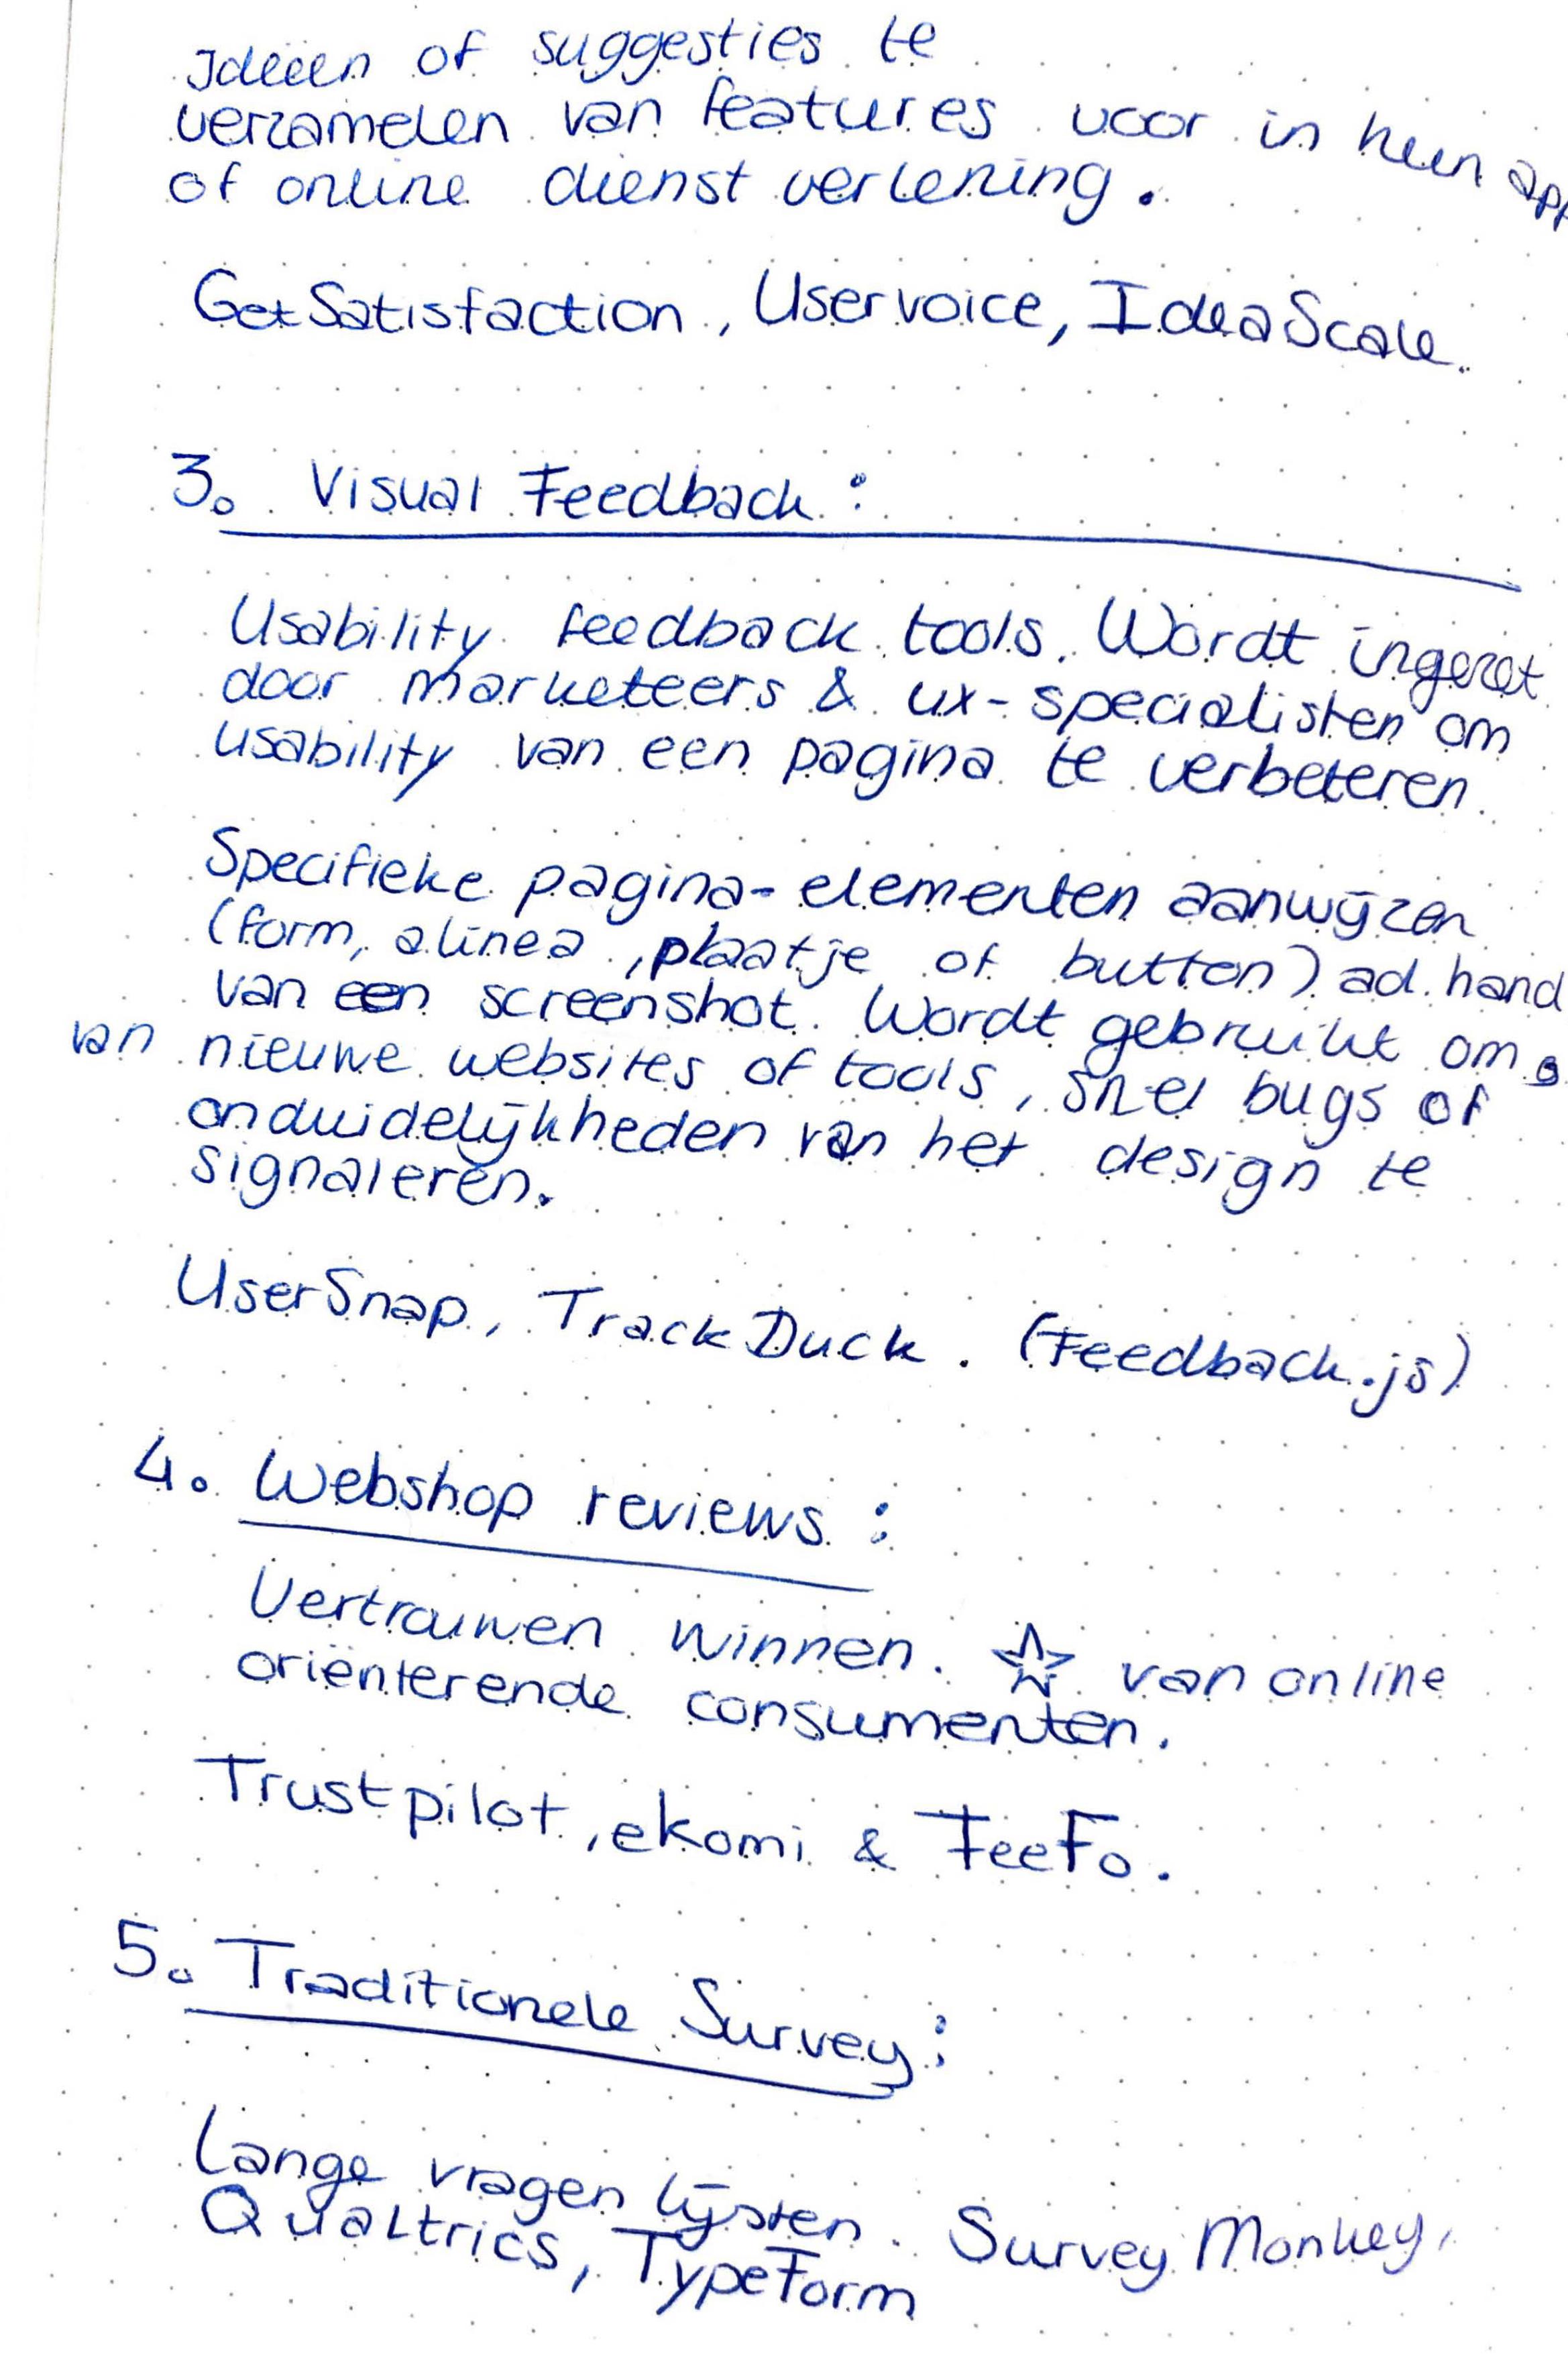 Ideeën of suggesties te
verzamelen van features voor in hun app
of online dienst verlening.
GetSatisfaction, Uservoice, IdeaScale.
3. Visual Feedback:
Usability feedback tools. Wordt ingezet
door marketeers & ux-specialisten om
usability van een pagina te verbeteren.
Specifieke pagina-elementen aanwijzen
(form, alinea, plaatje of button) ad. hand
van een screenshot. Wordt gebruikt om
van nieuwe websites of tools, snel bugs of
onduidelijkheden van het design te
signaleren.
UserSnap, TrackDuck. (Feedback.js)
4. Webshop reviews:
Vertrouwen winnen. ☆ van online
oriënterende consumenten.
Trustpilot, ekomi & FeeFo.
5. Traditionele Survey:
Lange vragen lijsten. Survey Monkey,
Qualtrics, TypeForm